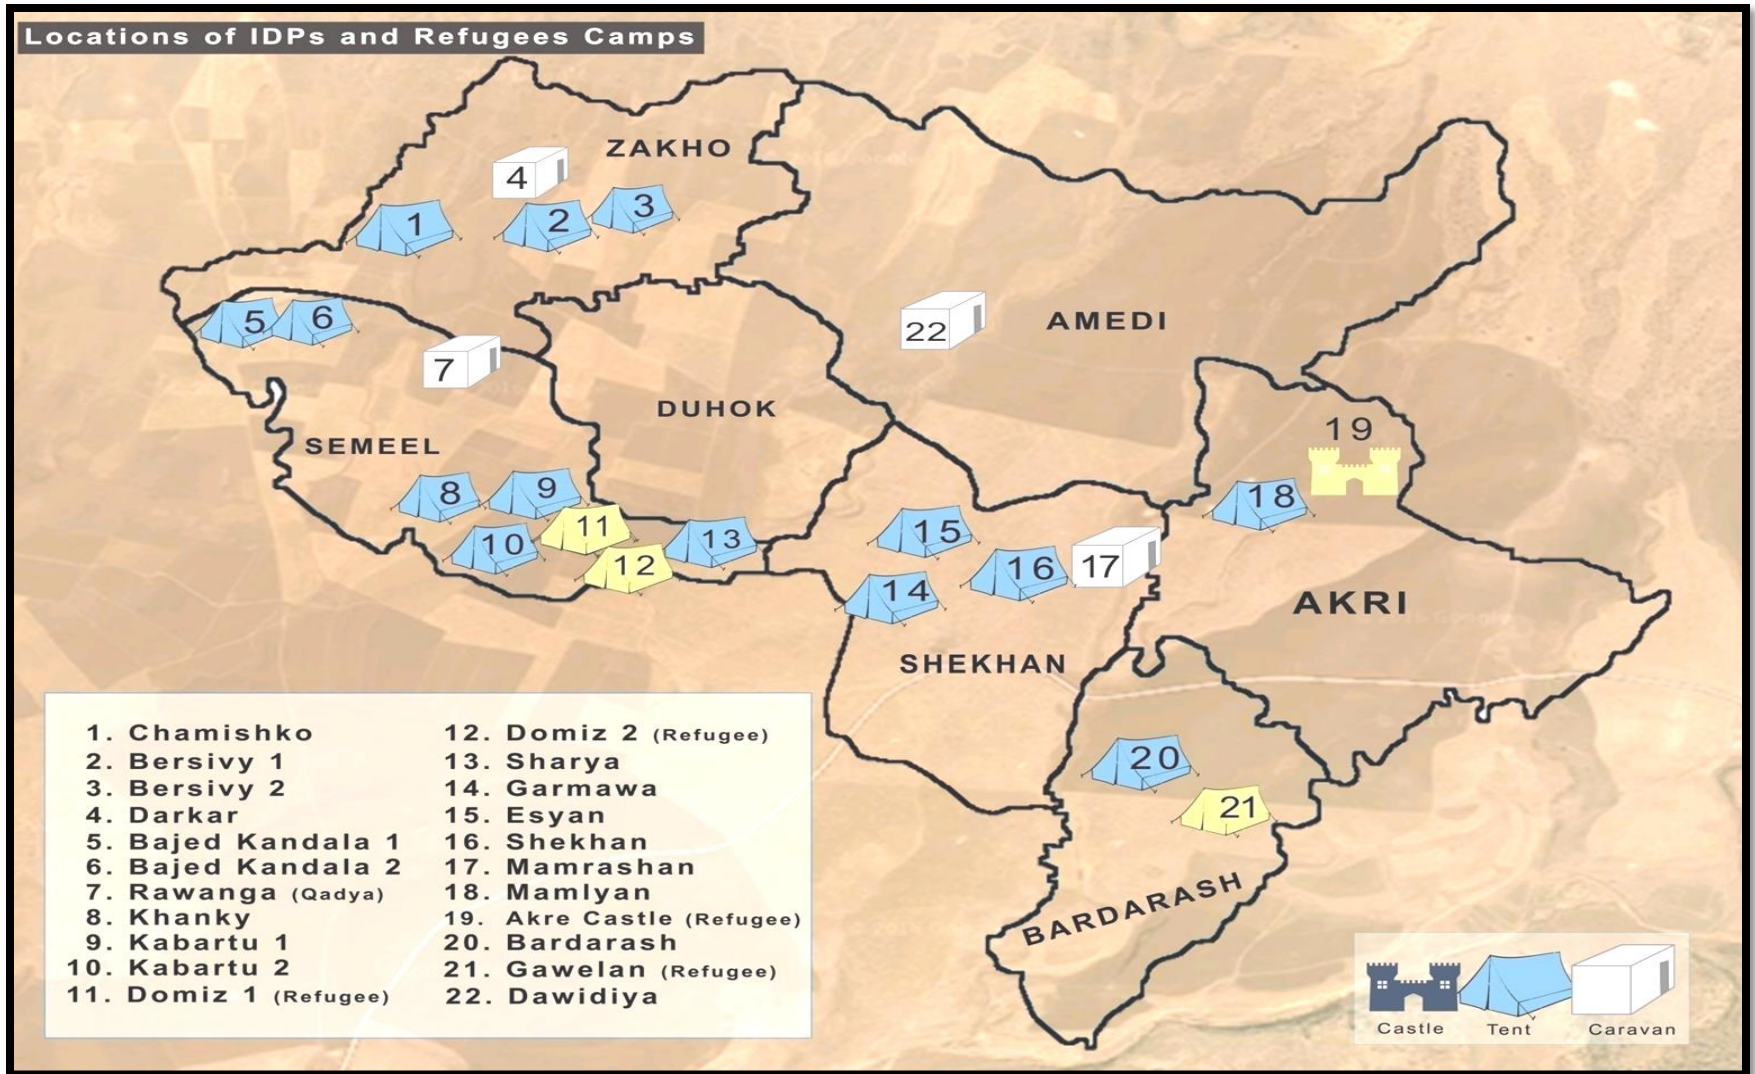 Locations of IDPs and Refugees Camps
ZAKHO
4
1
2
3
5
6
7
22
AMEDI
DUHOK
SEMEEL
19
8
9
18
10
11
13
12
15
16
17
14
AKRI
SHEKHAN
20
21
BARDARASH
1. Chamishko
2. Bersivy 1
3. Bersivy 2
4. Darkar
5. Bajed Kandala 1
6. Bajed Kandala 2
7. Rawanga (Qadya)
8. Khanky
9. Kabartu 1
10. Kabartu 2
11. Domiz 1 (Refugee)
12. Domiz 2 (Refugee)
13. Sharya
14. Garmawa
15. Esyan
16. Shekhan
17. Mamrashan
18. Mamlyan
19. Akre Castle (Refugee)
20. Bardarash
21. Gawelan (Refugee)
22. Dawidiya
Castle Tent Caravan